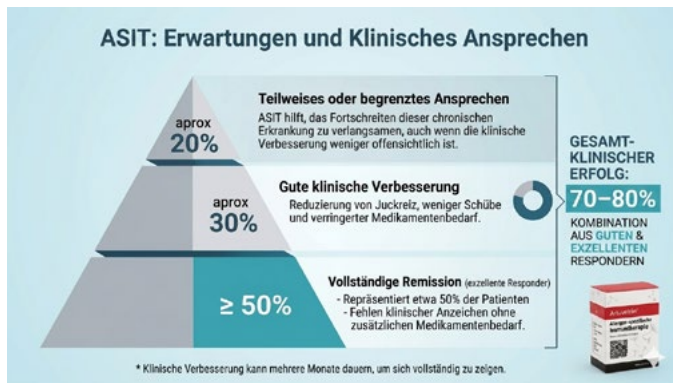 ASIT: Erwartungen und Klinisches Ansprechen
aprox
20%
Teilweises oder begrenztes Ansprechen
ASIT hilft, das Fortschreiten dieser chronischen
Erkrankung zu verlangsamen, auch wenn die klinische
Verbesserung weniger offensichtlich ist.
aprox
30%
Gute klinische Verbesserung
Reduzierung von Juckreiz, weniger Schübe
und verringerter Medikamentenbedarf.
≥ 50%
Vollständige Remission (exzellente Responder)
- Repräsentiert etwa 50% der Patienten
- Fehlen klinischer Anzeichen ohne
zusätzlichen Medikamentenbedarf.
GESAMT-
KLINISCHER
ERFOLG:
70–80%
KOMBINATION
AUS GUTEN &
EXZELLENTEN
RESPONDERN
Immuntherapie
* Klinische Verbesserung kann mehrere Monate dauern, um sich vollständig zu zeigen.